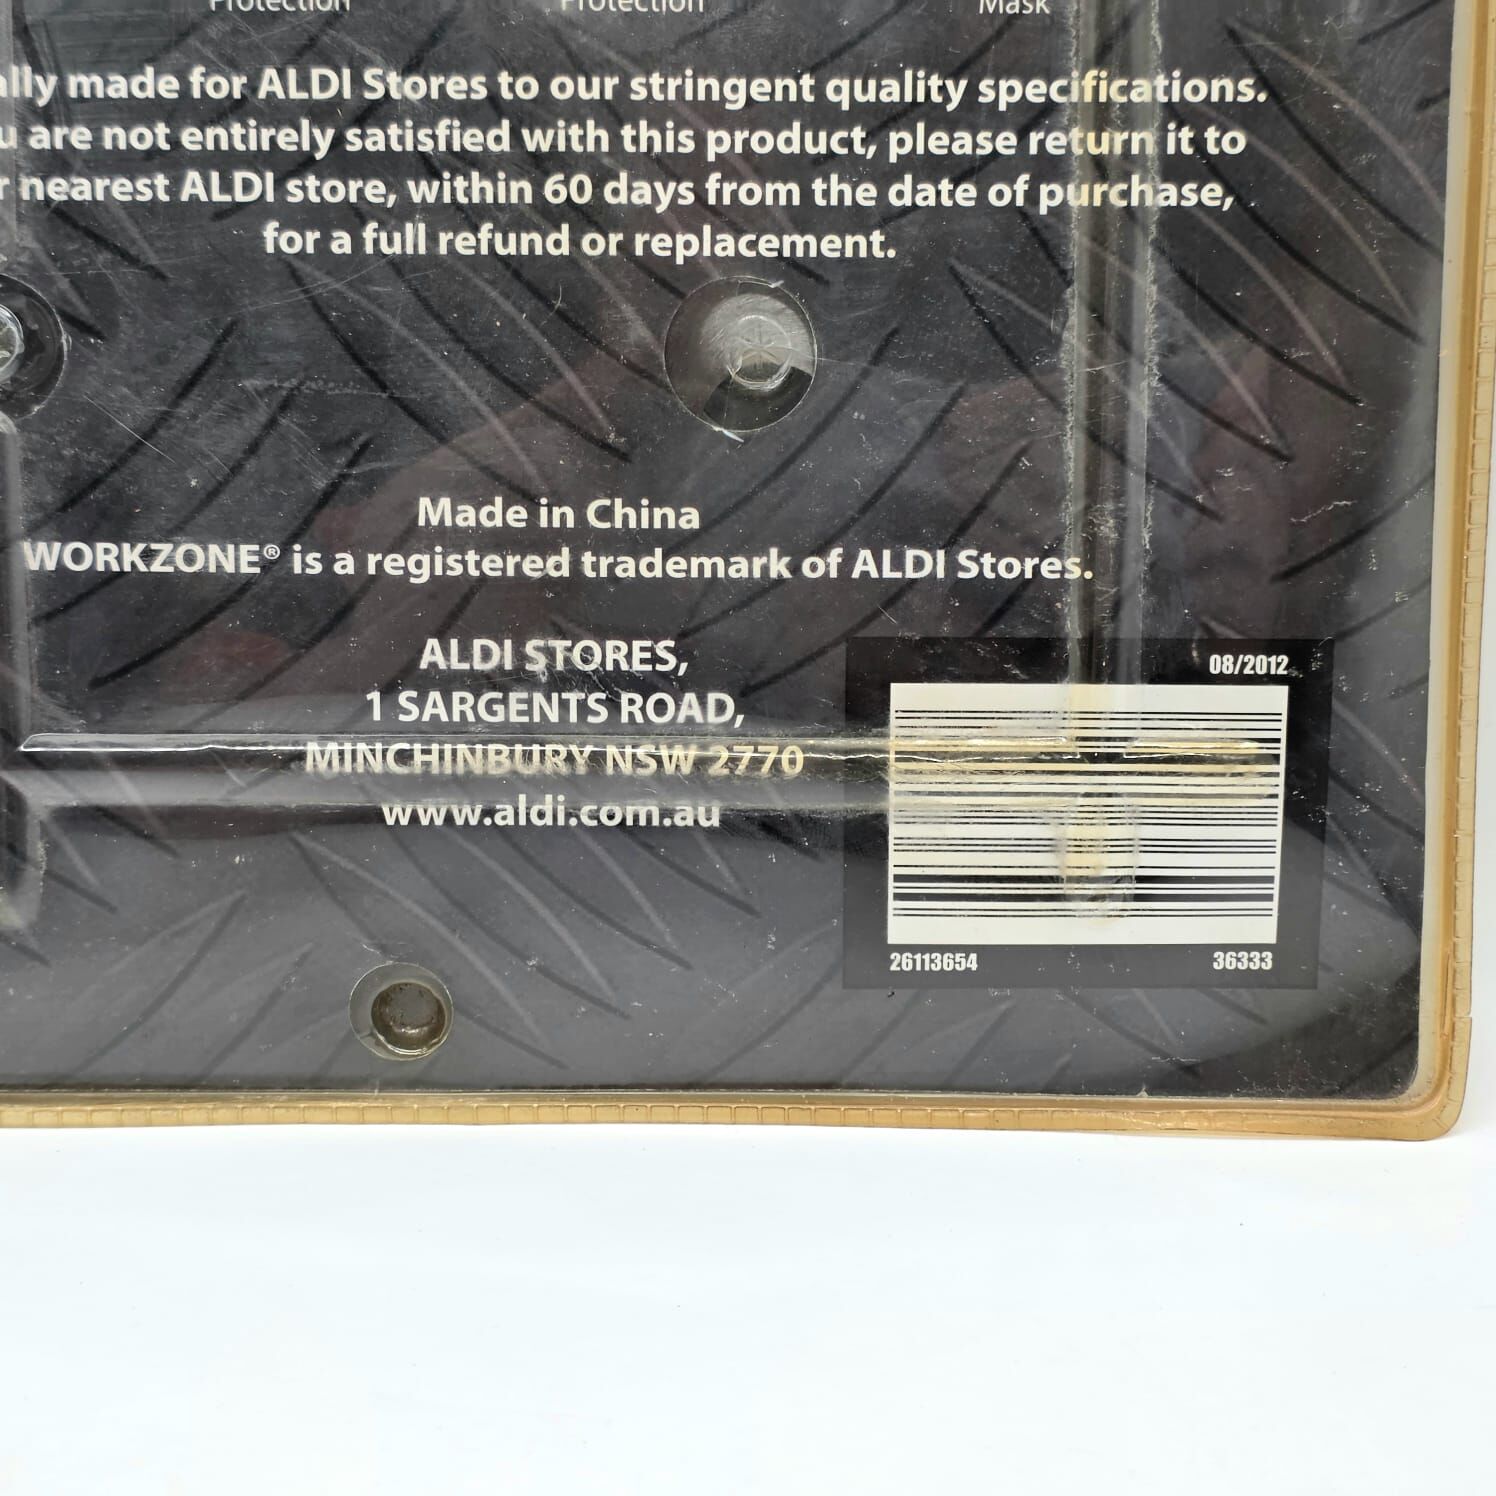 Protection Protection Mask
ally made for ALDI Stores to our stringent quality specifications.
u are not entirely satisfied with this product, please return it to
r nearest ALDI store, within 60 days from the date of purchase,
for a full refund or replacement.
Made in China
WORKZONE® is a registered trademark of ALDI Stores.
ALDI STORES,
1 SARGENTS ROAD,
MINCHINBURY NSW 2770
www.aldi.com.au
08/2012
26113654 36333